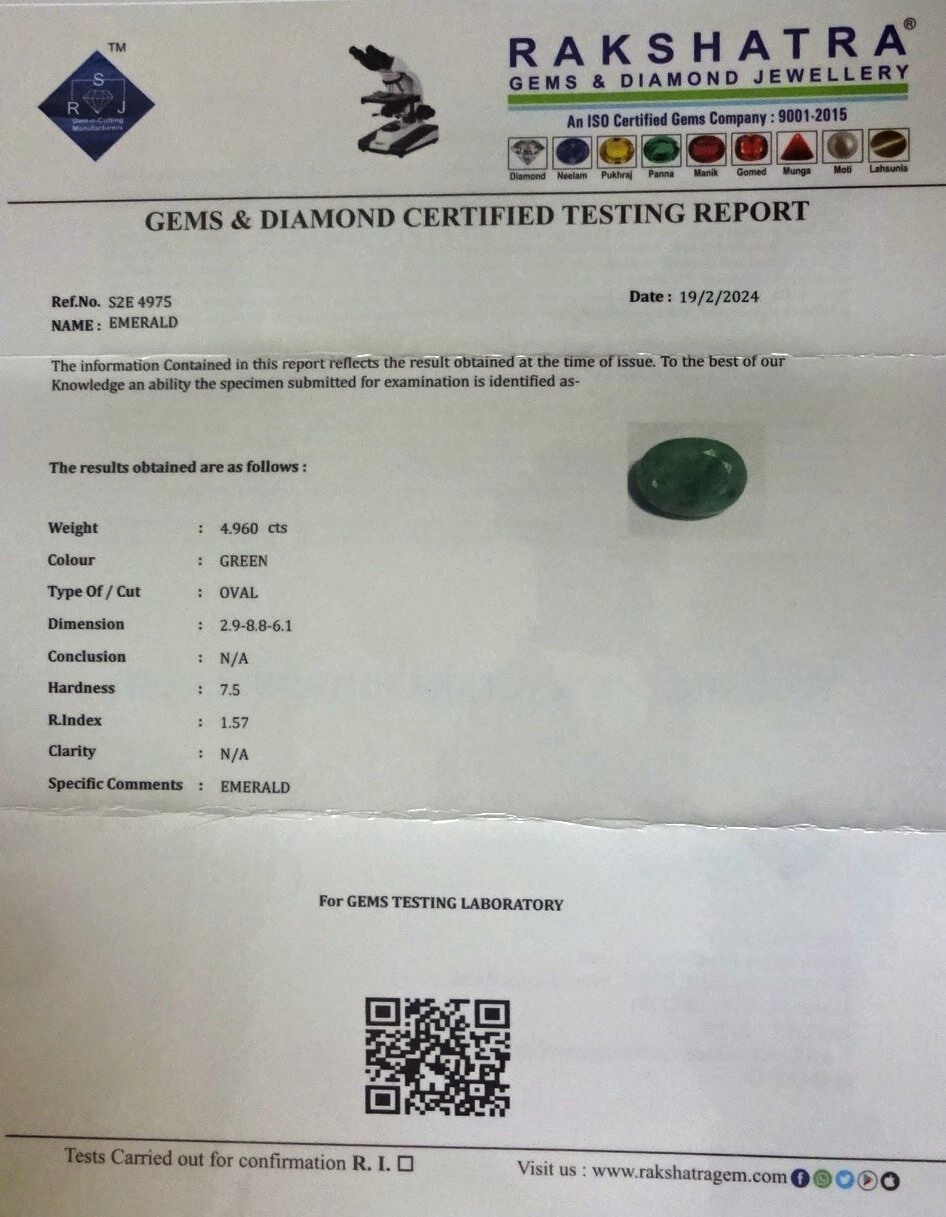 TM
S
R J
Gem-n-Cutting
Manufacturers
RAKSHATRA®
GEMS & DIAMOND JEWELLERY
An ISO Certified Gems Company : 9001-2015
Diamond Neelam Pukhraj Panna Manik Gomed Munga Moti Lahsunia
GEMS & DIAMOND CERTIFIED TESTING REPORT
Ref.No. S2E 4975
Date : 19/2/2024
NAME : EMERALD
The information Contained in this report reflects the result obtained at the time of issue. To the best of our
Knowledge an ability the specimen submitted for examination is identified as-
The results obtained are as follows :
Weight : 4.960 cts
Colour : GREEN
Type Of / Cut : OVAL
Dimension : 2.9-8.8-6.1
Conclusion : N/A
Hardness : 7.5
R.Index : 1.57
Clarity : N/A
Specific Comments : EMERALD
For GEMS TESTING LABORATORY
Tests Carried out for confirmation R. I. ☐
Visit us : www.rakshatragem.com